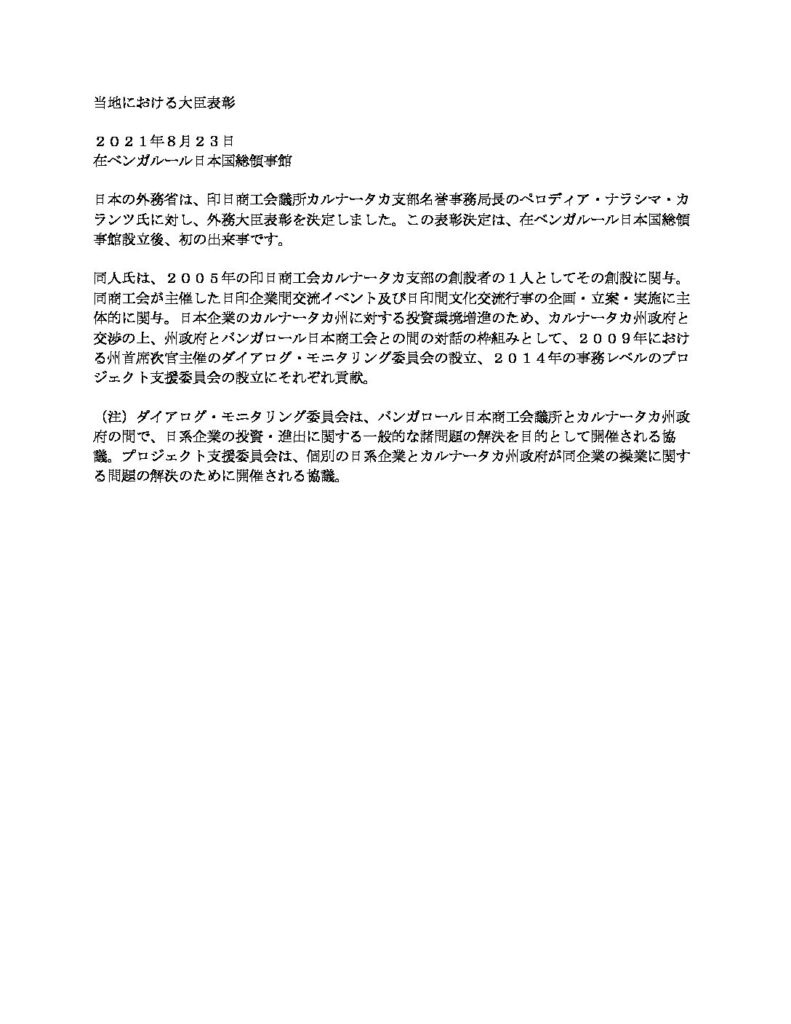 当地における大臣表彰
２０２１年８月２３日
在ベンガルール日本国総領事館
日本の外務省は、印日商工会議所カルナータカ支部名誉事務局長のペロディア・ナラシマ・カ
ランツ氏に対し、外務大臣表彰を決定しました。この表彰決定は、在ベンガルール日本国総領
事館設立後、初の出来事です。
同人氏は、２００５年の印日商工会カルナータカ支部の創設者の１人としてその創設に関与。
同商工会が主催した日印企業間交流イベント及び日印間文化交流行事の企画・立案・実施に主
体的に関与。日本企業のカルナータカ州に対する投資環境増進のため、カルナータカ州政府と
交渉の上、州政府とバンガロール日本商工会との間の対話の枠組みとして、２００９年におけ
る州首席次官主催のダイアログ・モニタリング委員会の設立、２０１４年の事務レベルのプロ
ジェクト支援委員会の設立にそれぞれ貢献。
（注）ダイアログ・モニタリング委員会は、バンガロール日本商工会議所とカルナータカ州政
府の間で、日系企業の投資・進出に関する一般的な諸問題の解決を目的として開催される協
議。プロジェクト支援委員会は、個別の日系企業とカルナータカ州政府が同企業の操業に関す
る問題の解決のために開催される協議。